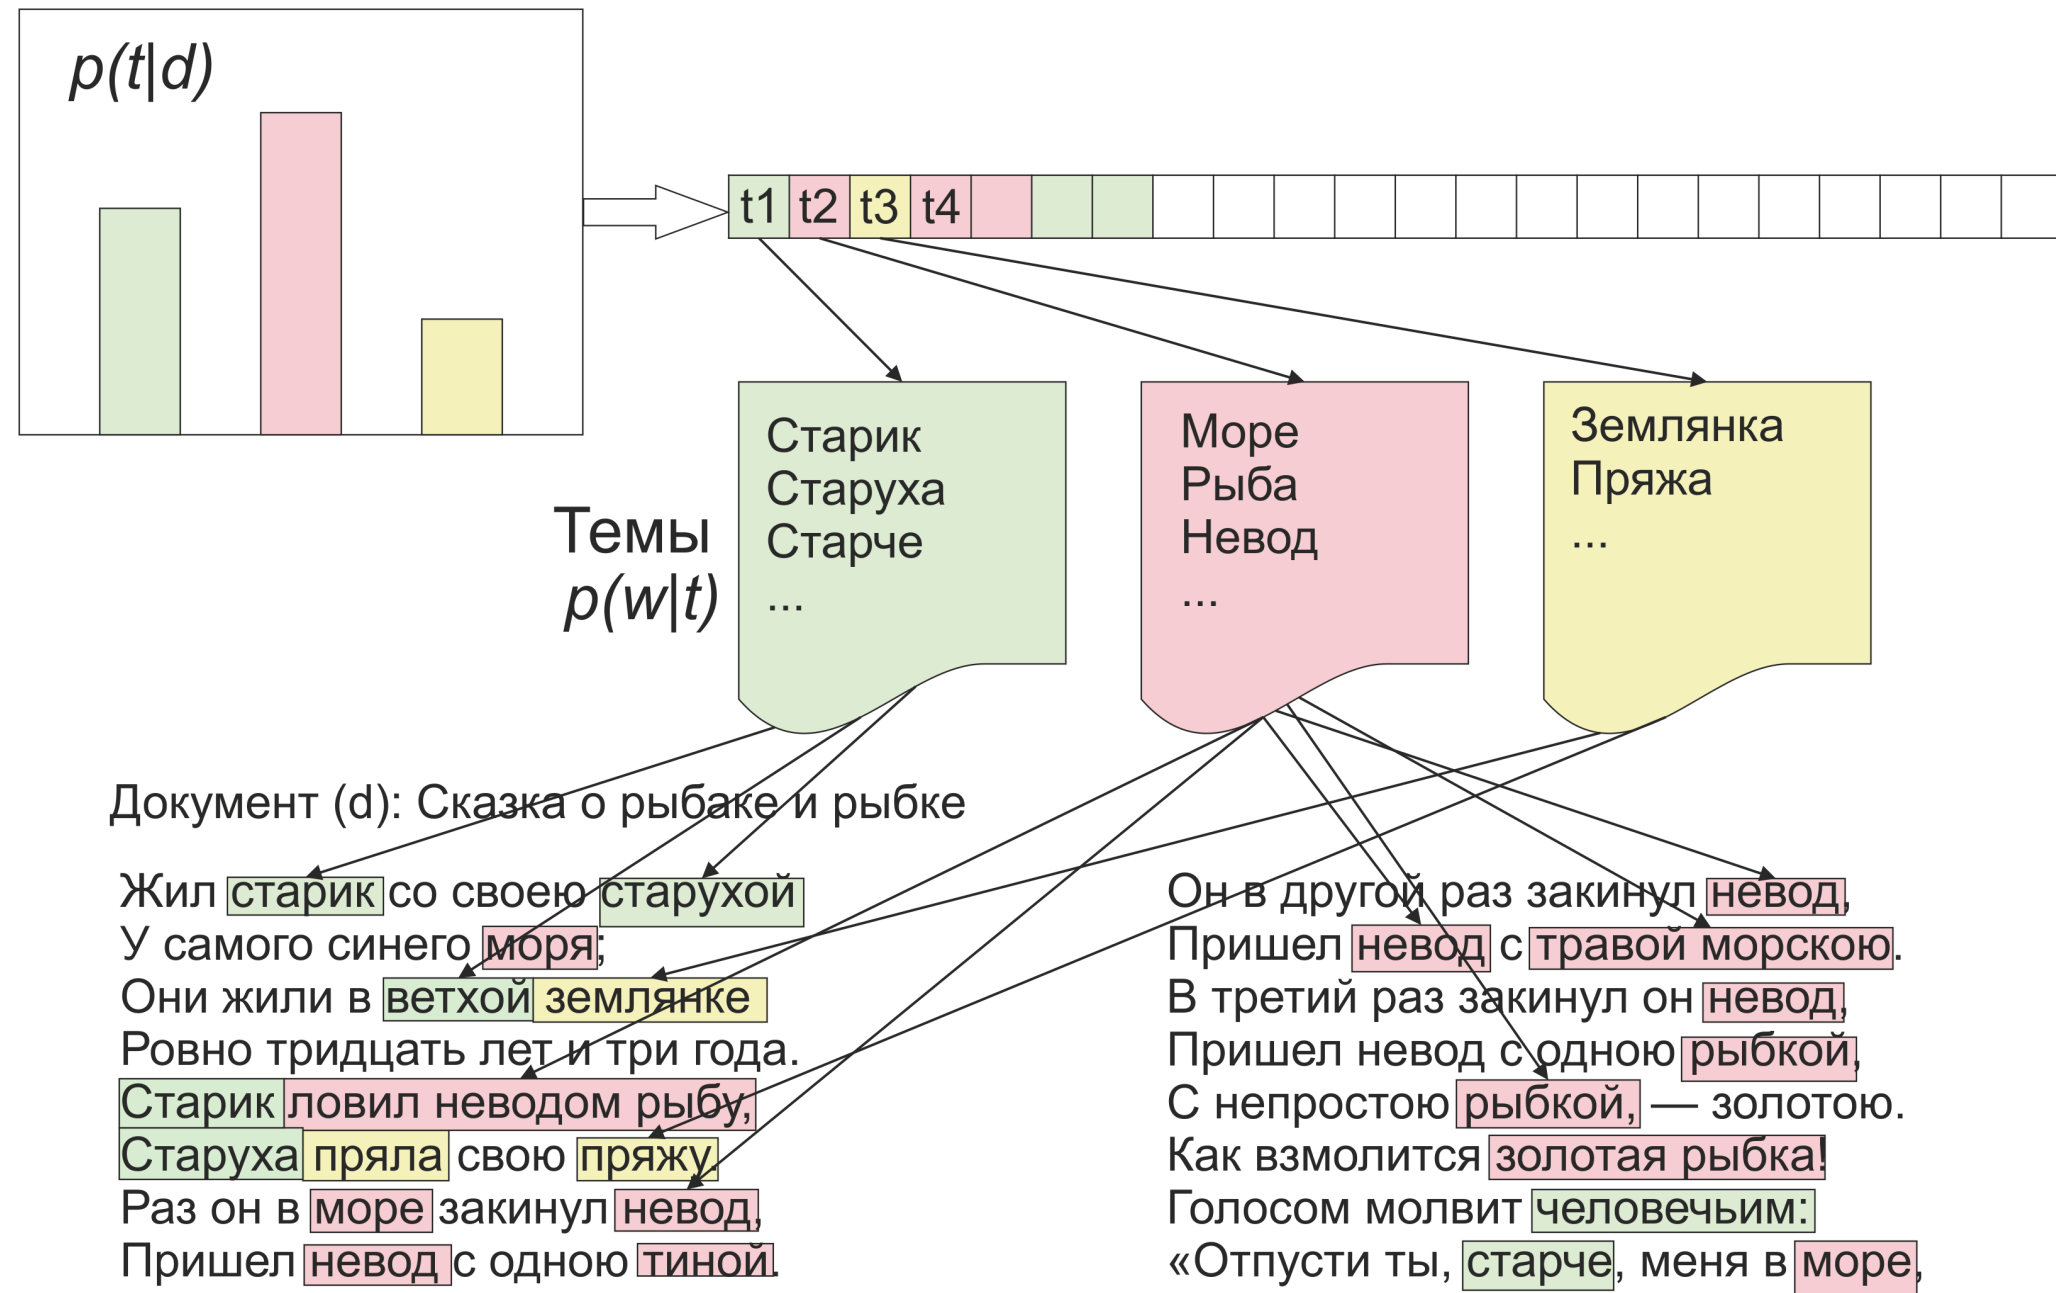 p(t|d)
t1 t2 t3 t4
Старик
Старуха
Старче
...
Море
Рыба
Невод
...
Землянка
Пряжа
...
Темы
p(w|t)
Документ (d): Сказка о рыбаке и рыбке
Жил старик со своею старухой
У самого синего моря;
Они жили в ветхой землянке
Ровно тридцать лет и три года.
Старик ловил неводом рыбу,
Старуха пряла свою пряжу.
Раз он в море закинул невод,
Пришел невод с одною тиной.
Он в другой раз закинул невод,
Пришел невод с травой морскою.
В третий раз закинул он невод,
Пришел невод с одною рыбкой,
С непростою рыбкой, — золотою.
Как взмолится золотая рыбка!
Голосом молвит человечьим:
«Отпусти ты, старче, меня в море,